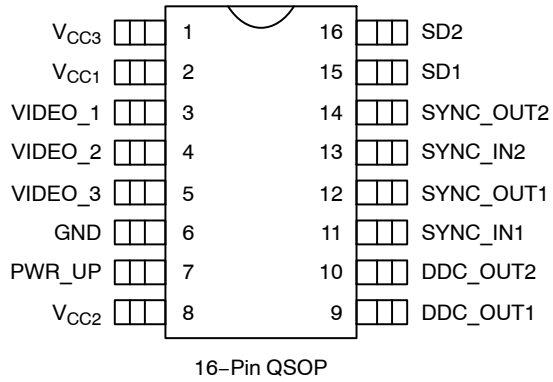 VCC3 1 16 SD2
VCC1 2 15 SD1
VIDEO_1 3 14 SYNC_OUT2
VIDEO_2 4 13 SYNC_IN2
VIDEO_3 5 12 SYNC_OUT1
GND 6 11 SYNC_IN1
PWR_UP 7 10 DDC_OUT2
VCC2 8 9 DDC_OUT1
16−Pin QSOP